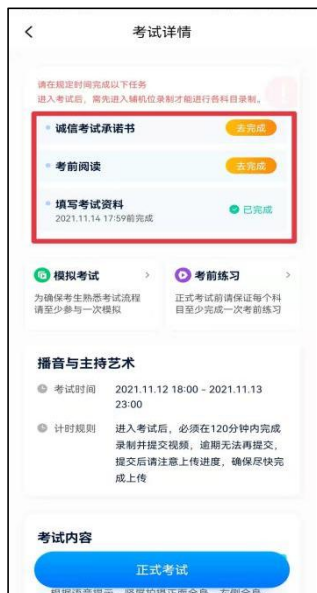 考试详情
请在规定时间完成以下任务
进入考试后，需先进入辅机位录制才能进行各科目录制。
诚信考试承诺书
去完成
考前阅读
去完成
填写考试资料
2021.11.14 17:59前完成
已完成
模拟考试
考前练习
为确保考生熟悉考试流程
请至少参与一次模拟
正式考试前请保证每个科
目至少完成一次考前练习
播音与主持艺术
考试时间 2021.11.12 18:00 - 2021.11.13
23:00
计时规则 进入考试后，必须在120分钟内完成
录制并提交视频，逾期无法再提交，
提交后请注意上传进度，确保尽快完
成上传
考试内容
正式考试